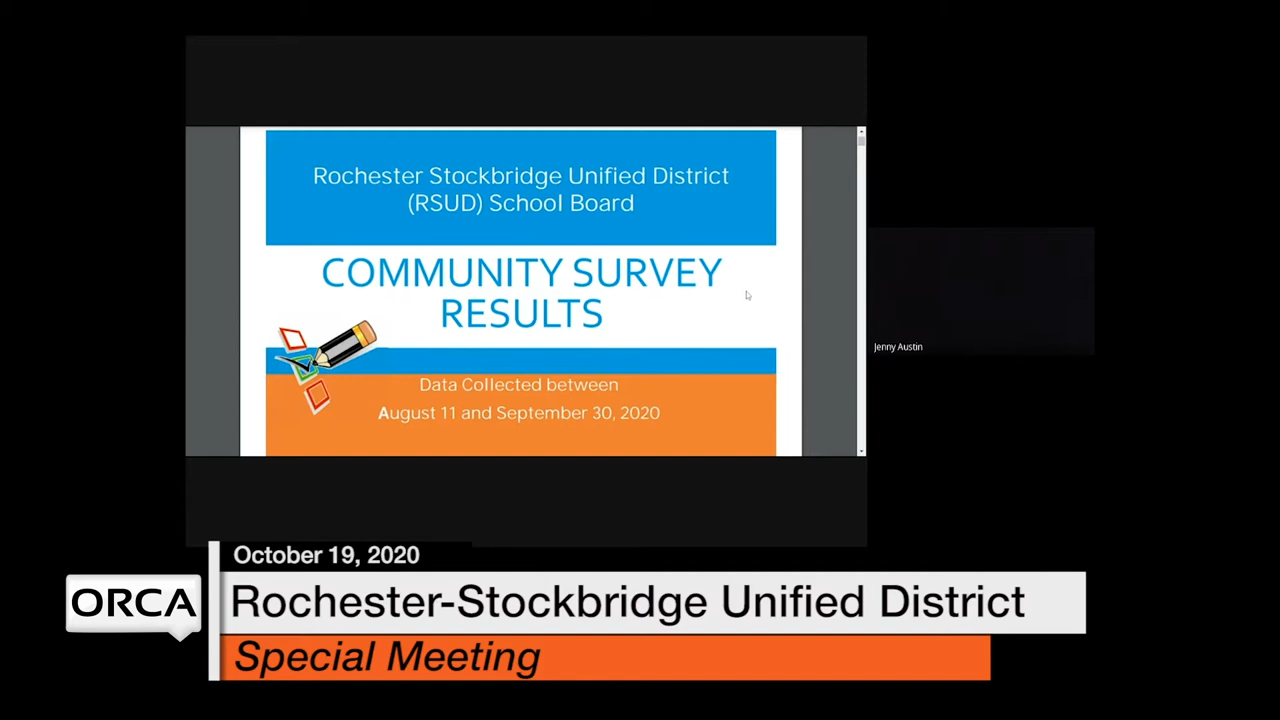 Rochester Stockbridge Unified District
(RSUD) School Board
COMMUNITY SURVEY
RESULTS
Data Collected between
August 11 and September 30, 2020
Jenny Austin
October 19, 2020
ORCA
Rochester-Stockbridge Unified District
Special Meeting